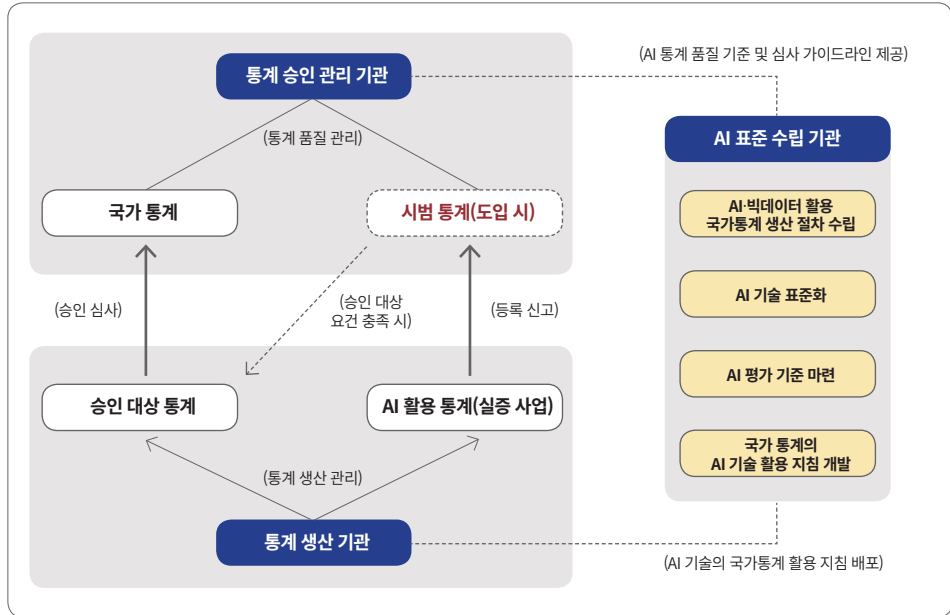 통계 승인 관리 기관
(AI 통계 품질 기준 및 심사 가이드라인 제공)
(통계 품질 관리)
AI 표준 수립 기관
국가 통계
시범 통계(도입 시)
AI·빅데이터 활용
국가통계 생산 절차 수립
(승인 심사)
(승인 대상
요건 충족 시)
(등록 신고)
AI 기술 표준화
승인 대상 통계
AI 활용 통계(실증 사업)
AI 평가 기준 마련
(통계 생산 관리)
국가 통계의
AI 기술 활용 지침 개발
통계 생산 기관
(AI 기술의 국가통계 활용 지침 배포)